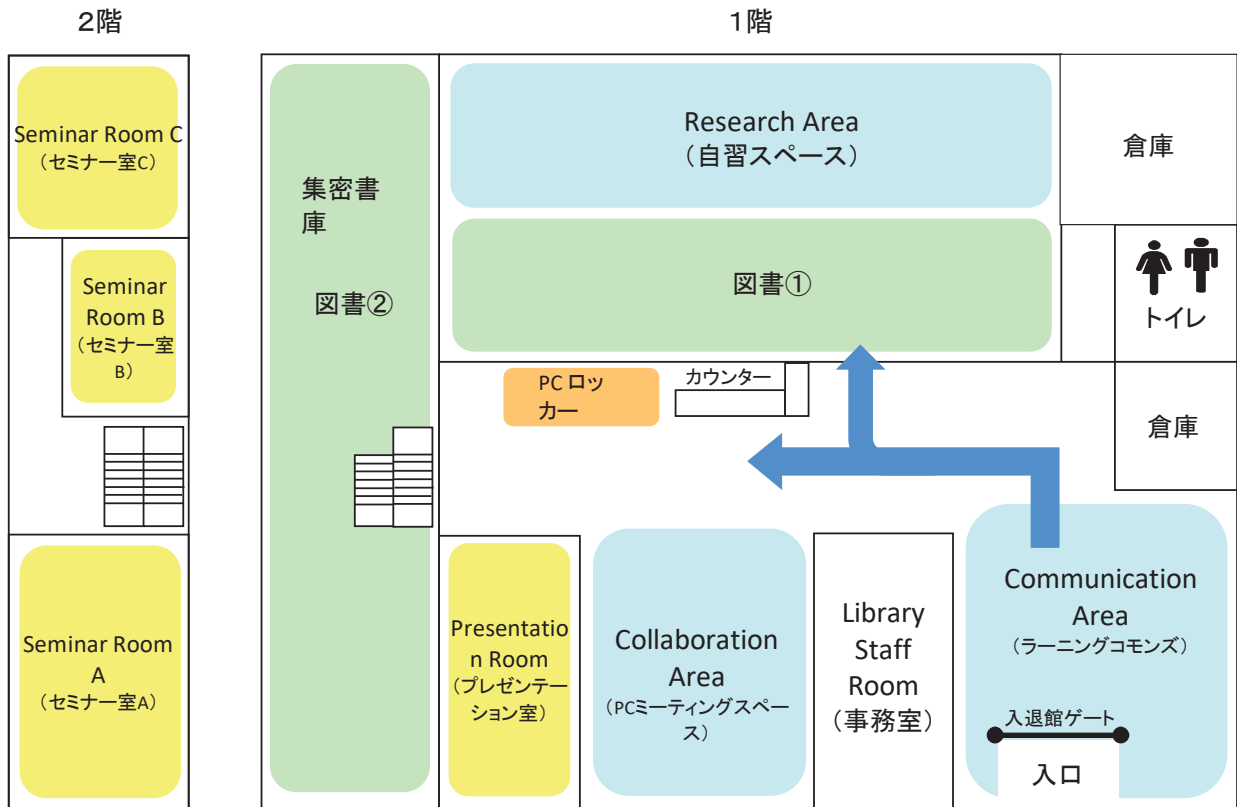 2階
Seminar Room C
(セミナー室C)
Seminar
Room B
(セミナー室
B)
Seminar Room
A
(セミナー室A)
1階
集密書
庫
図書②
Research Area
(自習スペース)
倉庫
図書①
トイレ
PC ロッ
カー
カウンター
倉庫
Presentatio
n Room
(プレゼンテー
ション室)
Collaboration
Area
(PCミーティングスペー
ス)
Library
Staff
Room
(事務室)
Communication
Area
(ラーニングコモンズ)
入退館ゲート
入口